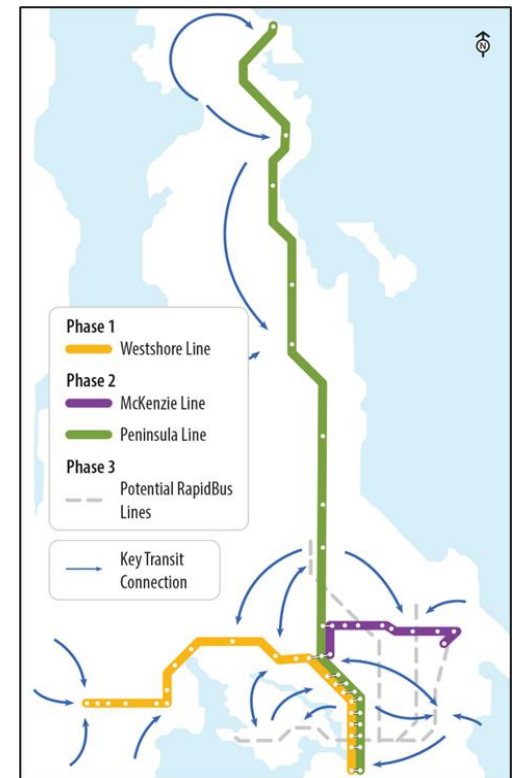 N
Phase 1
Westshore Line
Phase 2
McKenzie Line
Peninsula Line
Phase 3
Potential RapidBus
Lines
Key Transit
Connection